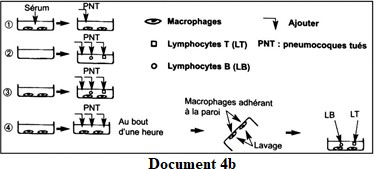 ① Sérum PNT
Macrophages
Ajouter
Lymphocytes T (LT)
PNT : pneumocoques tués
Lymphocytes B (LB)
② PNT
③ PNT
④ PNT
Au bout d'une heure
Macrophages adhérant à la paroi
Lavage
LB LT
Document 4b